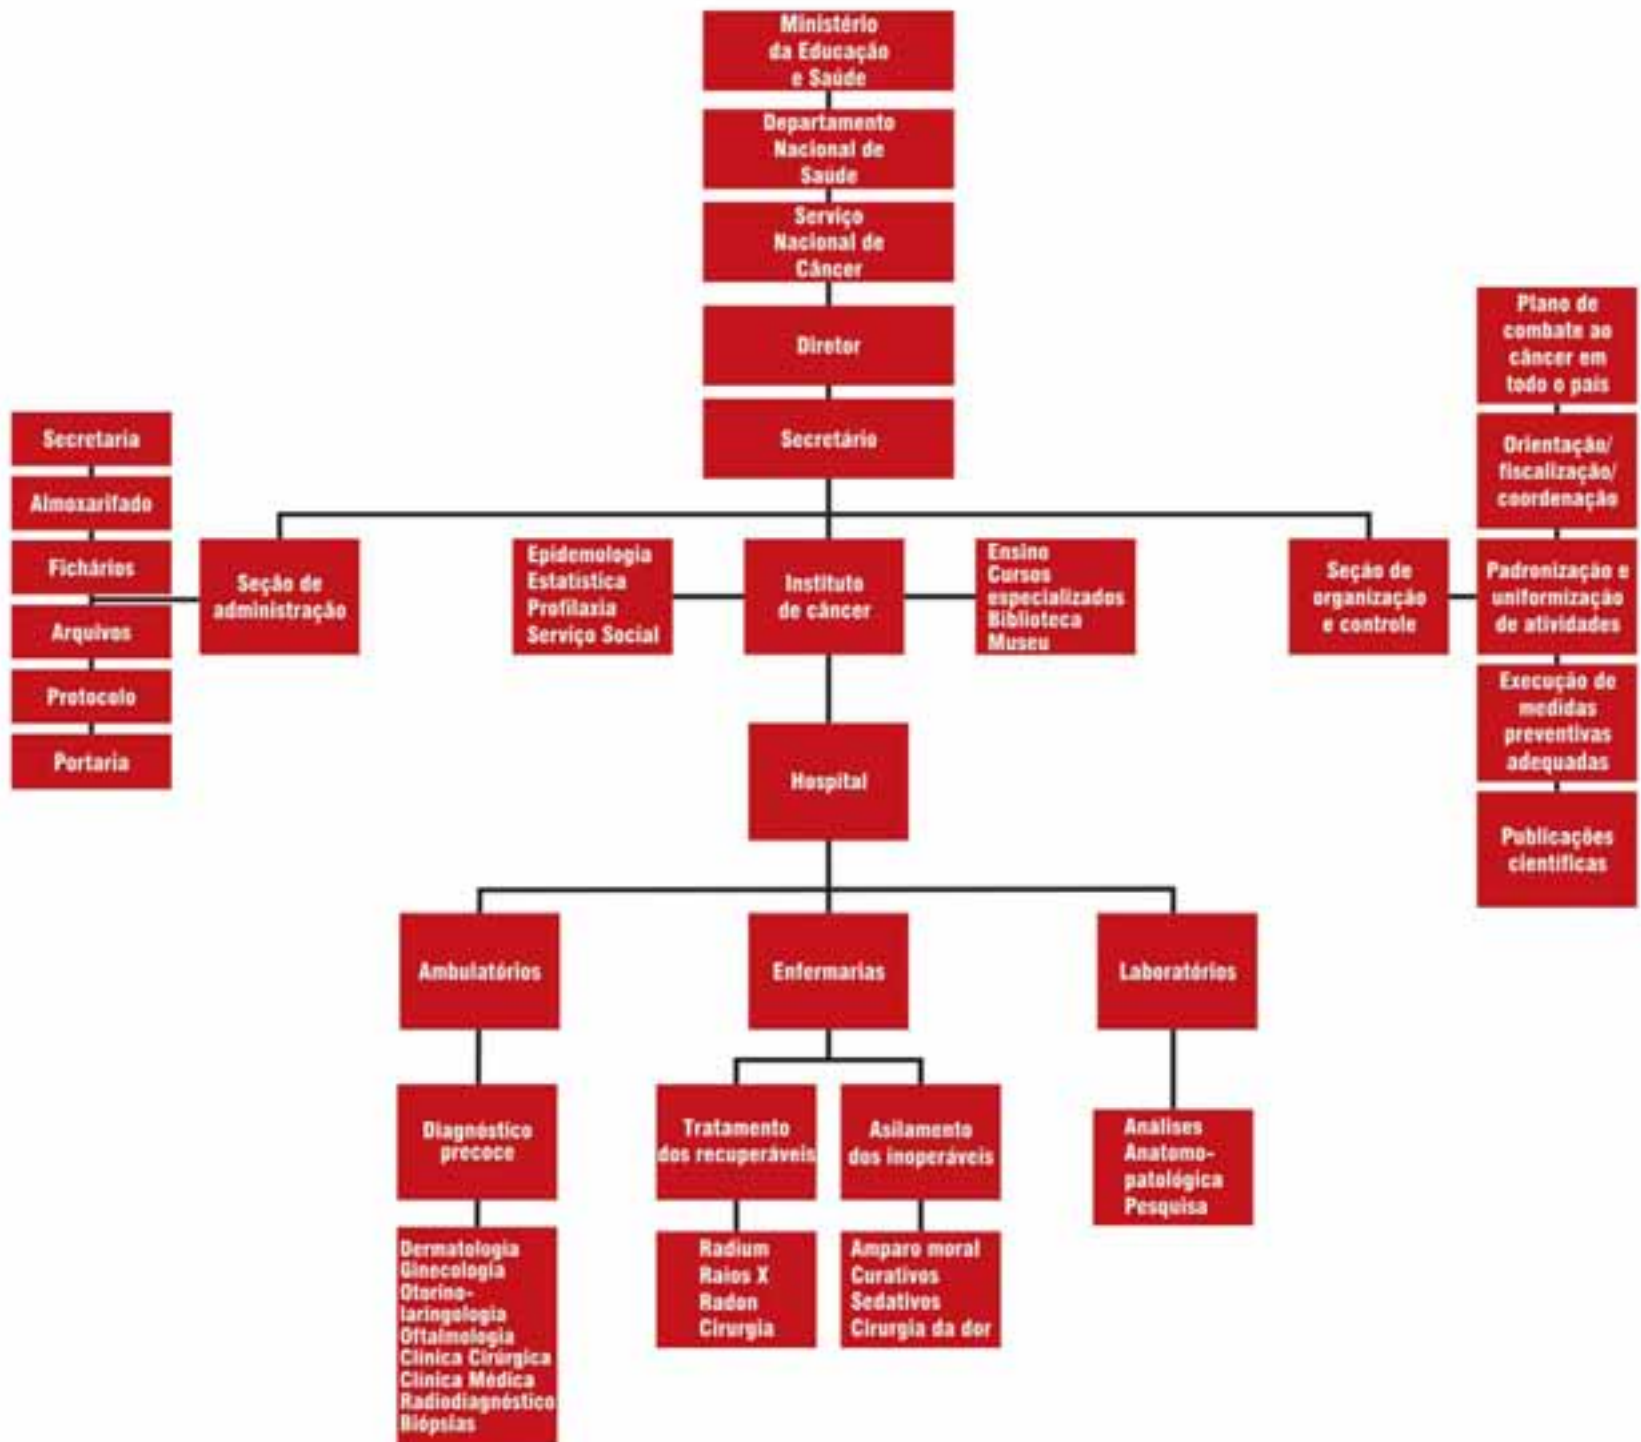 Ministério
da Educação
e Saúde
Departamento
Nacional de
Saúde
Serviço
Nacional de
Câncer
Diretor
Secretário
Secretaria
Almoxarifado
Fichários
Arquivos
Protocolo
Portaria
Seção de
administração
Epidemologia
Estatística
Profilaxia
Serviço Social
Instituto
de câncer
Ensino
Cursos
especializados
Biblioteca
Museu
Seção de
organização
e controle
Plano de
combate ao
câncer em
todo o país
Orientação/
fiscalização/
coordenação
Padronização e
uniformização
de atividades
Execução de
medidas
preventivas
adequadas
Publicações
científicas
Hospital
Ambulatórios
Enfermarias
Laboratórios
Diagnóstico
precoce
Tratamento
dos recuperáveis
Asilamento
dos inoperáveis
Análises
Anatomo-
patológica
Pesquisa
Dermatologia
Ginecologia
Otorino-
laringologia
Oftalmologia
Clínica Cirúrgica
Clínica Médica
Radiodiagnóstico
Biópsias
Radium
Raios X
Radon
Cirurgia
Amparo moral
Curativos
Sedativos
Cirurgia da dor